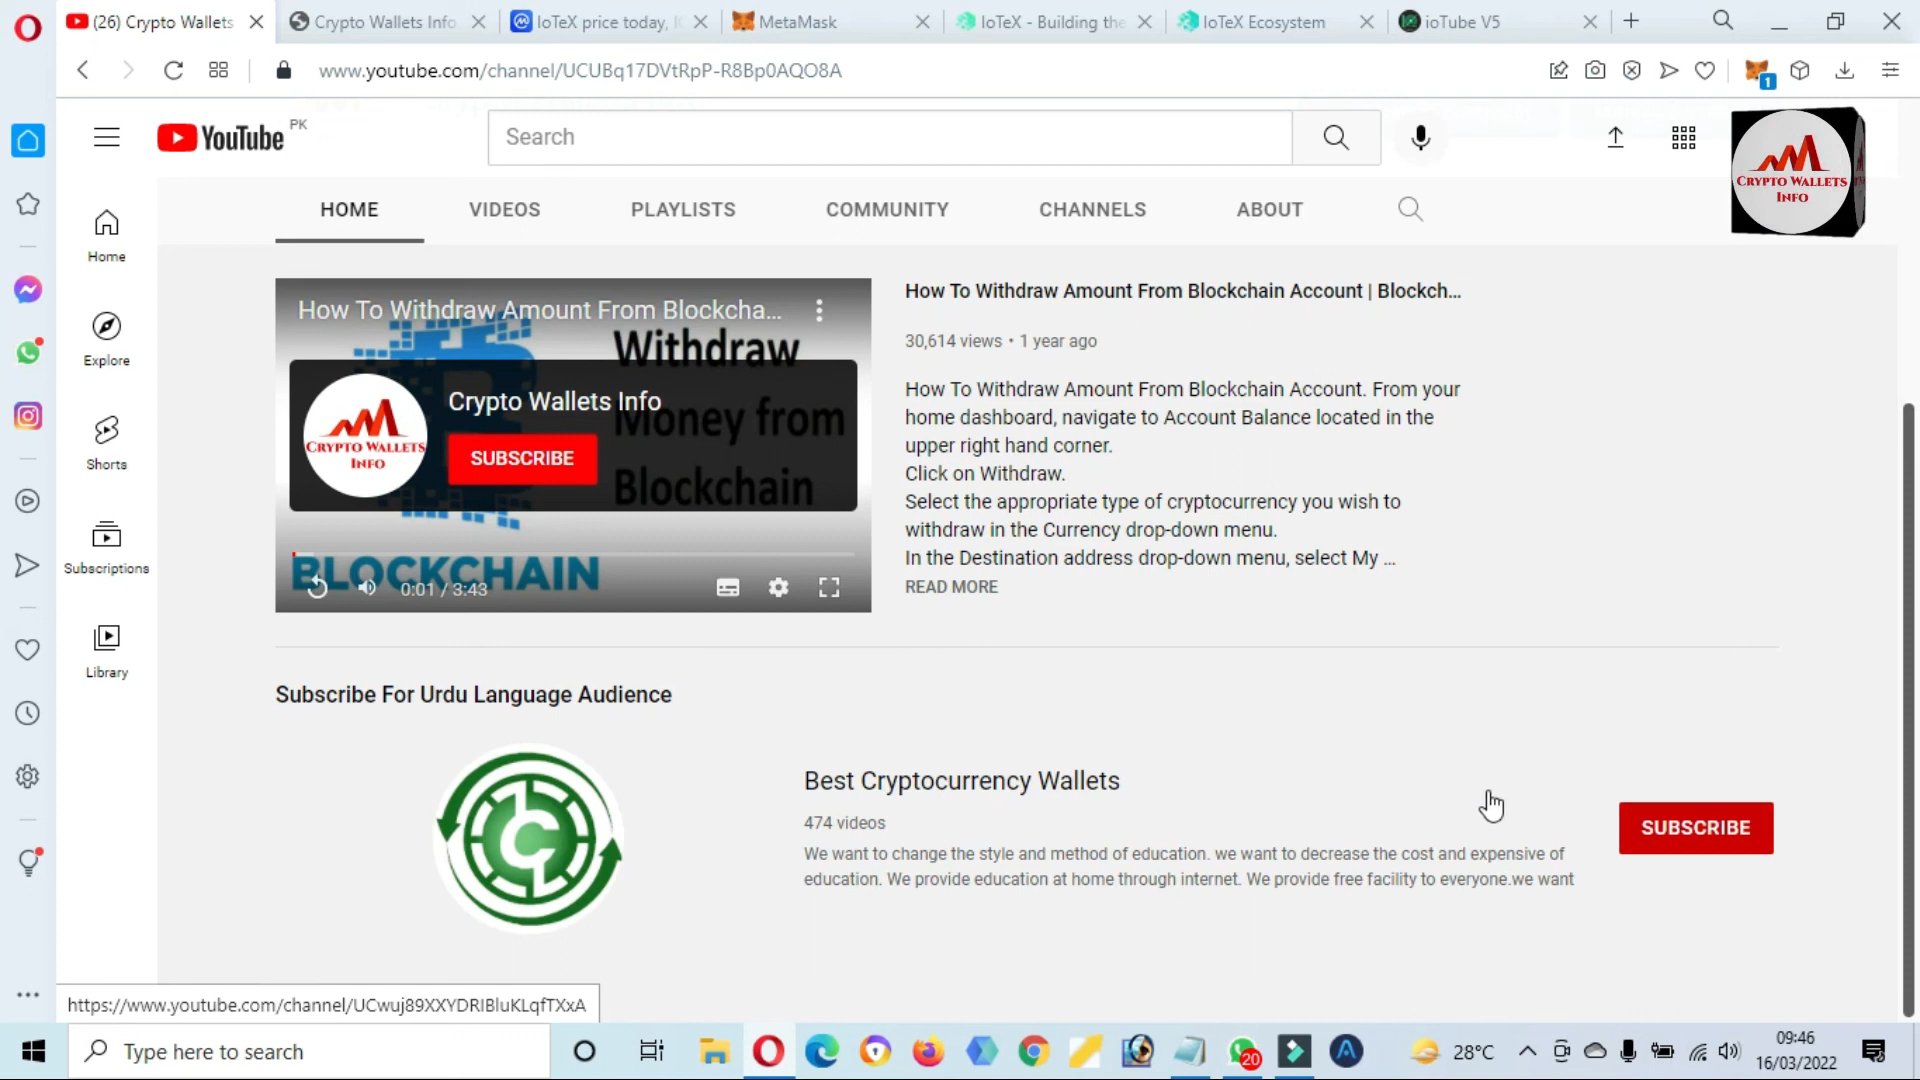 (26) Crypto Wallets
Crypto Wallets Info
IoTeX price today, I
MetaMask
IoTeX - Building the
IoTeX Ecosystem
ioTube V5
www.youtube.com/channel/UCUBq17DVtRpP-R8Bp0AQO8A
1
YouTube PK
Search
CRYPTO WALLETS
INFO
HOME
VIDEOS
PLAYLISTS
COMMUNITY
CHANNELS
ABOUT
Home
Explore
Shorts
Subscriptions
Library
How To Withdraw Amount From Blockcha...
Withdraw
Money from
Blockchain
Crypto Wallets Info
SUBSCRIBE
CRYPTO WALLETS
INFO
BLOCKCHAIN
0:01 / 3:43
How To Withdraw Amount From Blockchain Account | Blockch...
30,614 views • 1 year ago
How To Withdraw Amount From Blockchain Account. From your
home dashboard, navigate to Account Balance located in the
upper right hand corner.
Click on Withdraw.
Select the appropriate type of cryptocurrency you wish to
withdraw in the Currency drop-down menu.
In the Destination address drop-down menu, select My ...
READ MORE
Subscribe For Urdu Language Audience
Best Cryptocurrency Wallets
474 videos
We want to change the style and method of education. we want to decrease the cost and expensive of
education. We provide education at home through internet. We provide free facility to everyone.we want
SUBSCRIBE
https://www.youtube.com/channel/UCwuj89XXYDRIBluKLqfTXxA
Type here to search
20
28°C
09:46
16/03/2022